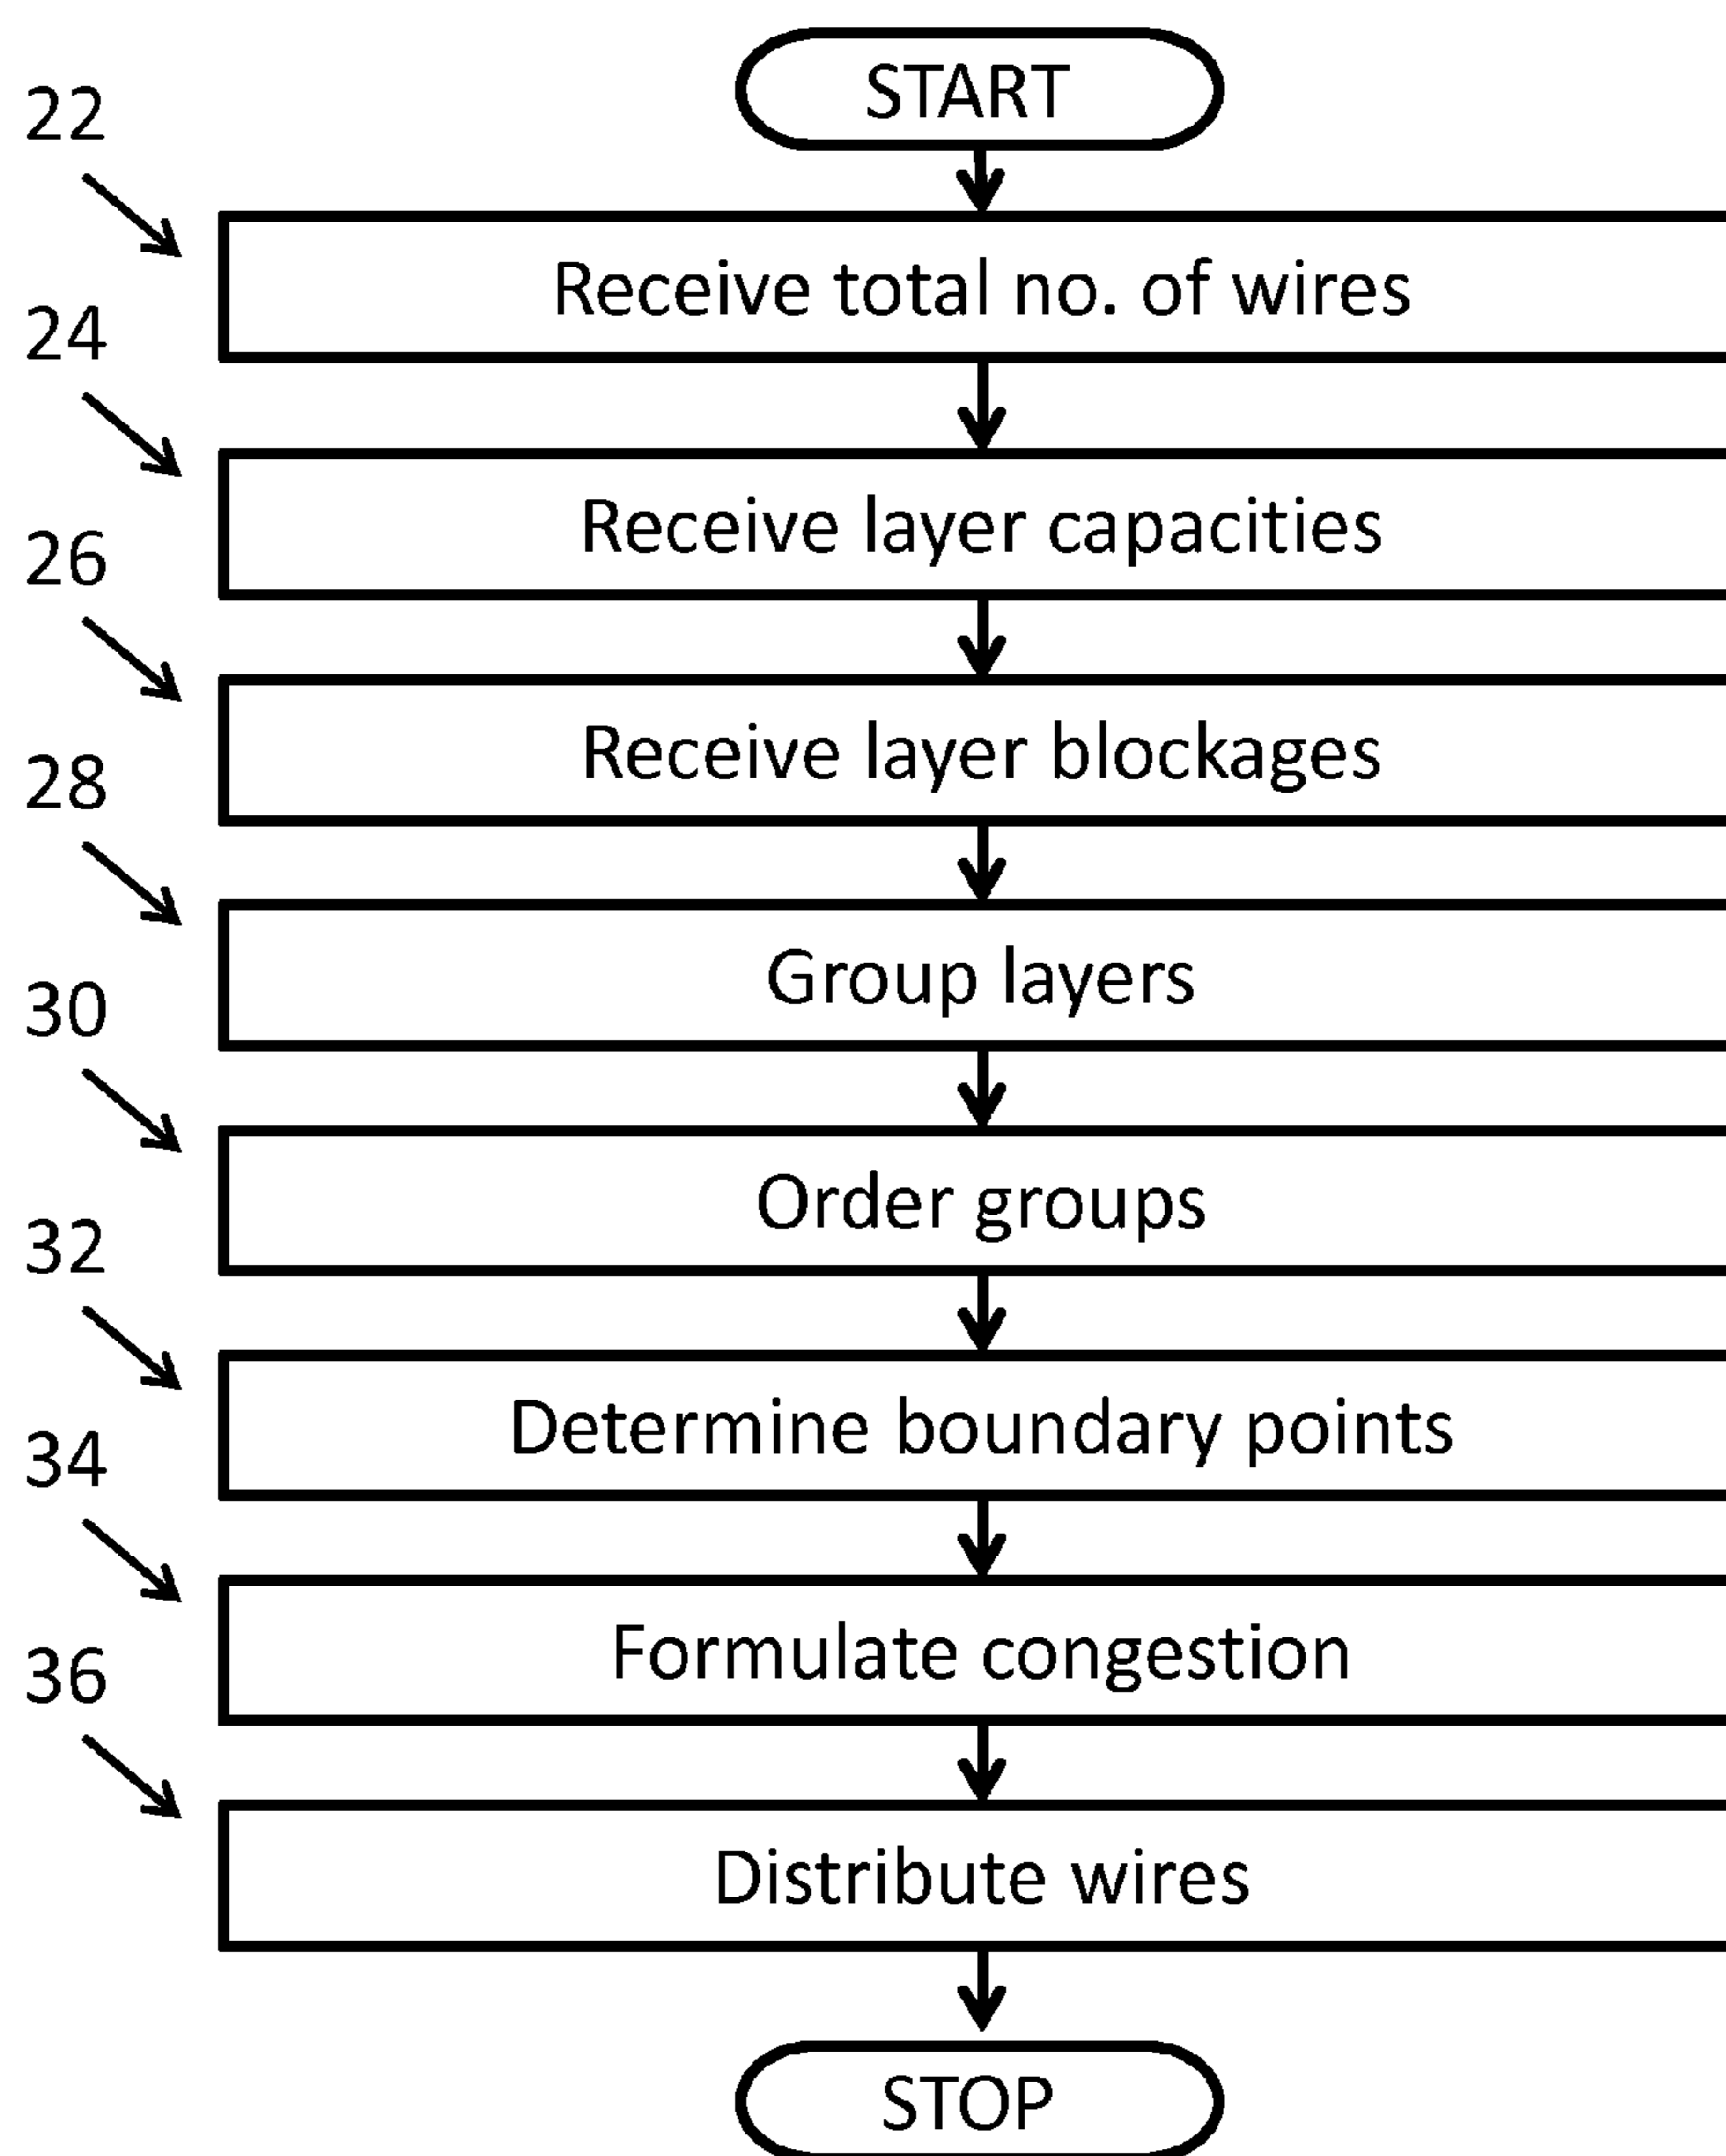 START
22
Receive total no. of wires
24
Receive layer capacities
26
Receive layer blockages
28
Group layers
30
Order groups
32
Determine boundary points
34
Formulate congestion
36
Distribute wires
STOP